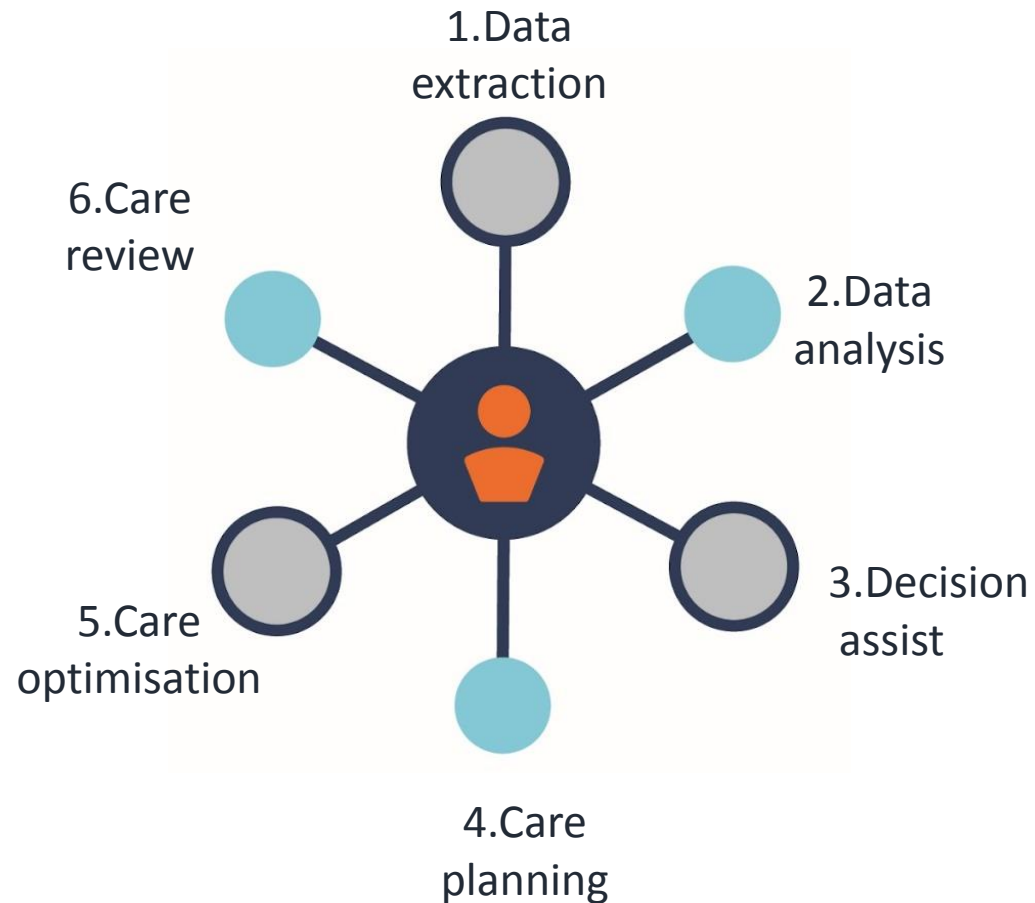 1.Data
extraction
2.Data
analysis
3.Decision
assist
4.Care
planning
5.Care
optimisation
6.Care
review